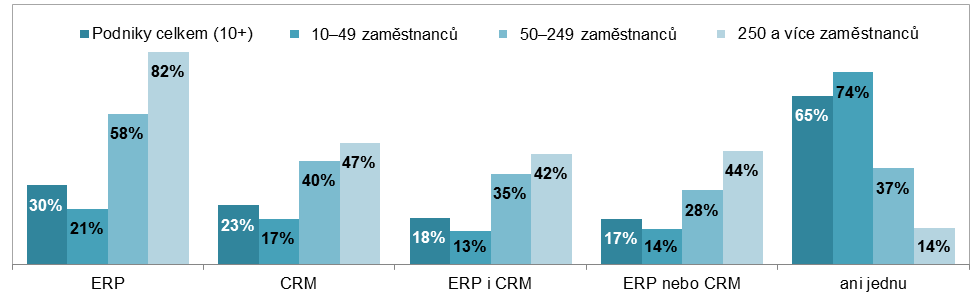 Podniky celkem (10+) 10–49 zaměstnanců 50–249 zaměstnanců 250 a více zaměstnanců
30% 21% 58% 82%
23% 17% 40% 47%
18% 13% 35% 42%
17% 14% 28% 44%
65% 74% 37% 14%
ERP CRM ERP i CRM ERP nebo CRM ani jednu